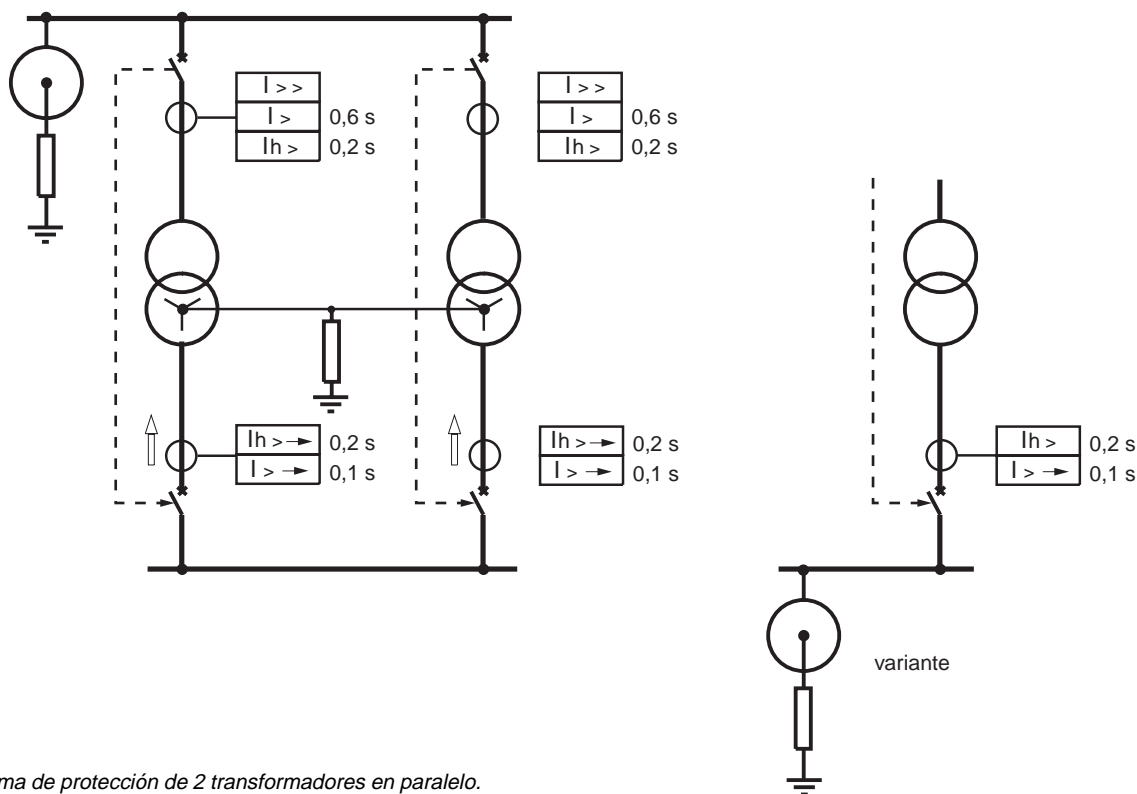 I >>
I > 0,6 s
Ih > 0,2 s
I >>
I > 0,6 s
Ih > 0,2 s
Ih >→ 0,2 s
I >→ 0,1 s
Ih >→ 0,2 s
I >→ 0,1 s
Ih > 0,2 s
I >→ 0,1 s
variante
ma de protección de 2 transformadores en paralelo.